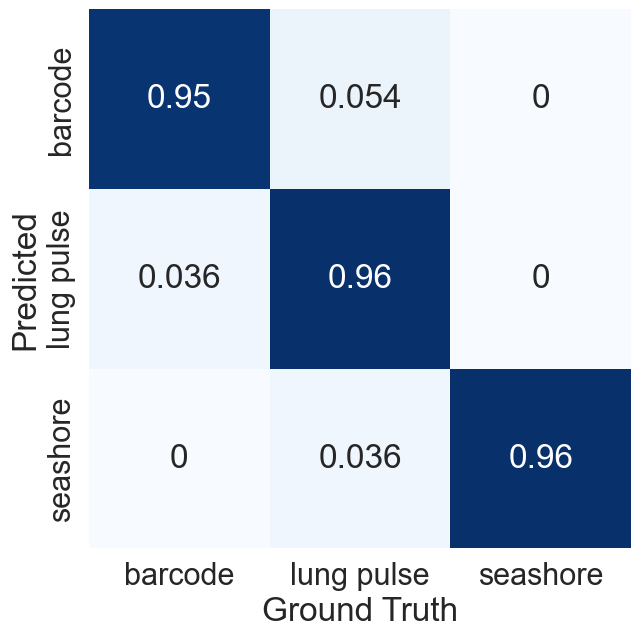 barcode
0.95 0.054 0
Predicted
lung pulse
0.036 0.96 0
seashore
0 0.036 0.96
barcode lung pulse seashore
Ground Truth